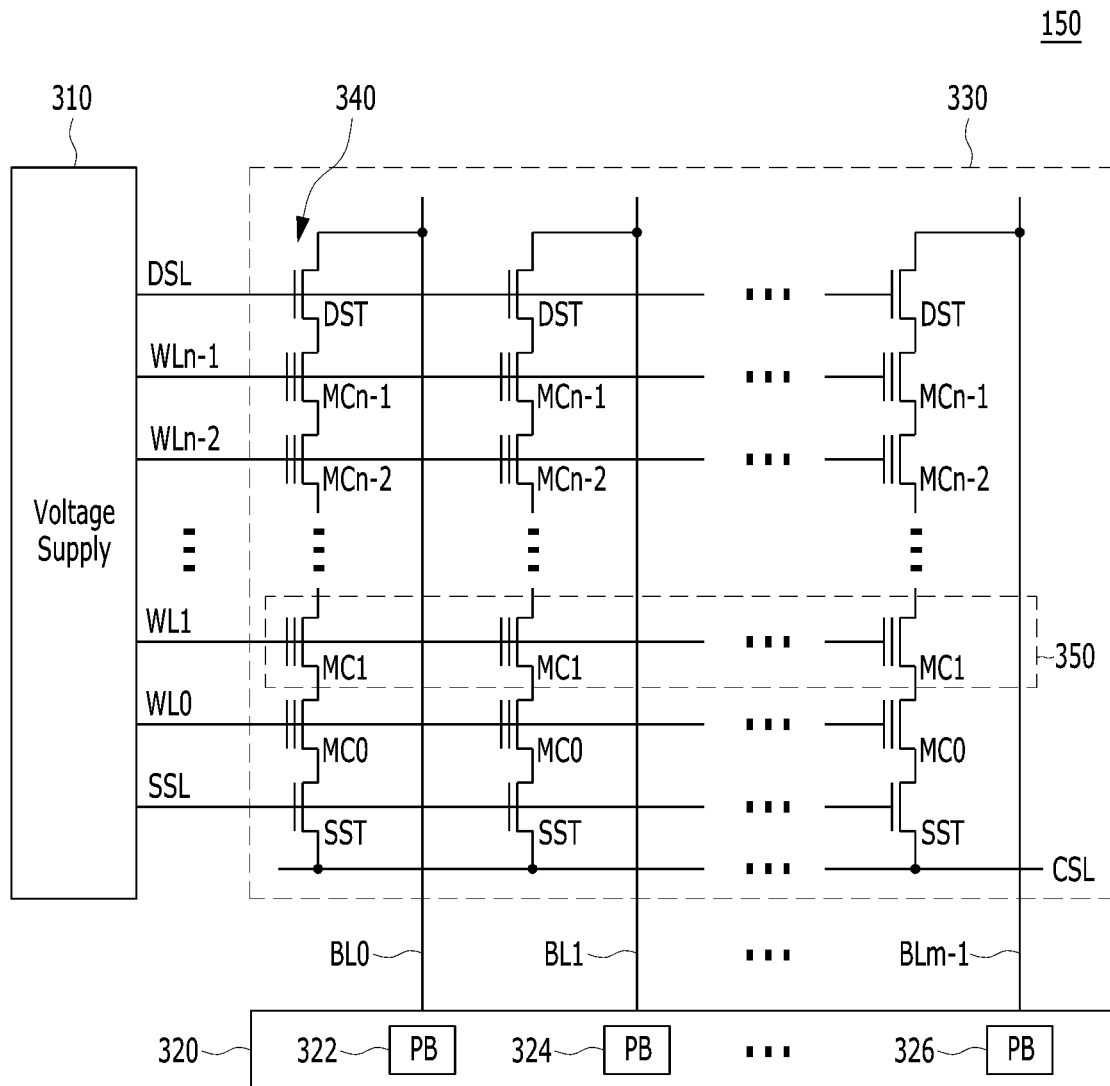 150
310
340
330
DSL
DST DST DST
WLn-1
MCn-1 MCn-1 MCn-1
WLn-2
MCn-2 MCn-2 MCn-2
Voltage
Supply
WL1
MC1 MC1 MC1
350
WL0
MC0 MC0 MC0
SSL
SST SST SST
CSL
BL0 BL1 BLm-1
320 322 PB 324 PB 326 PB